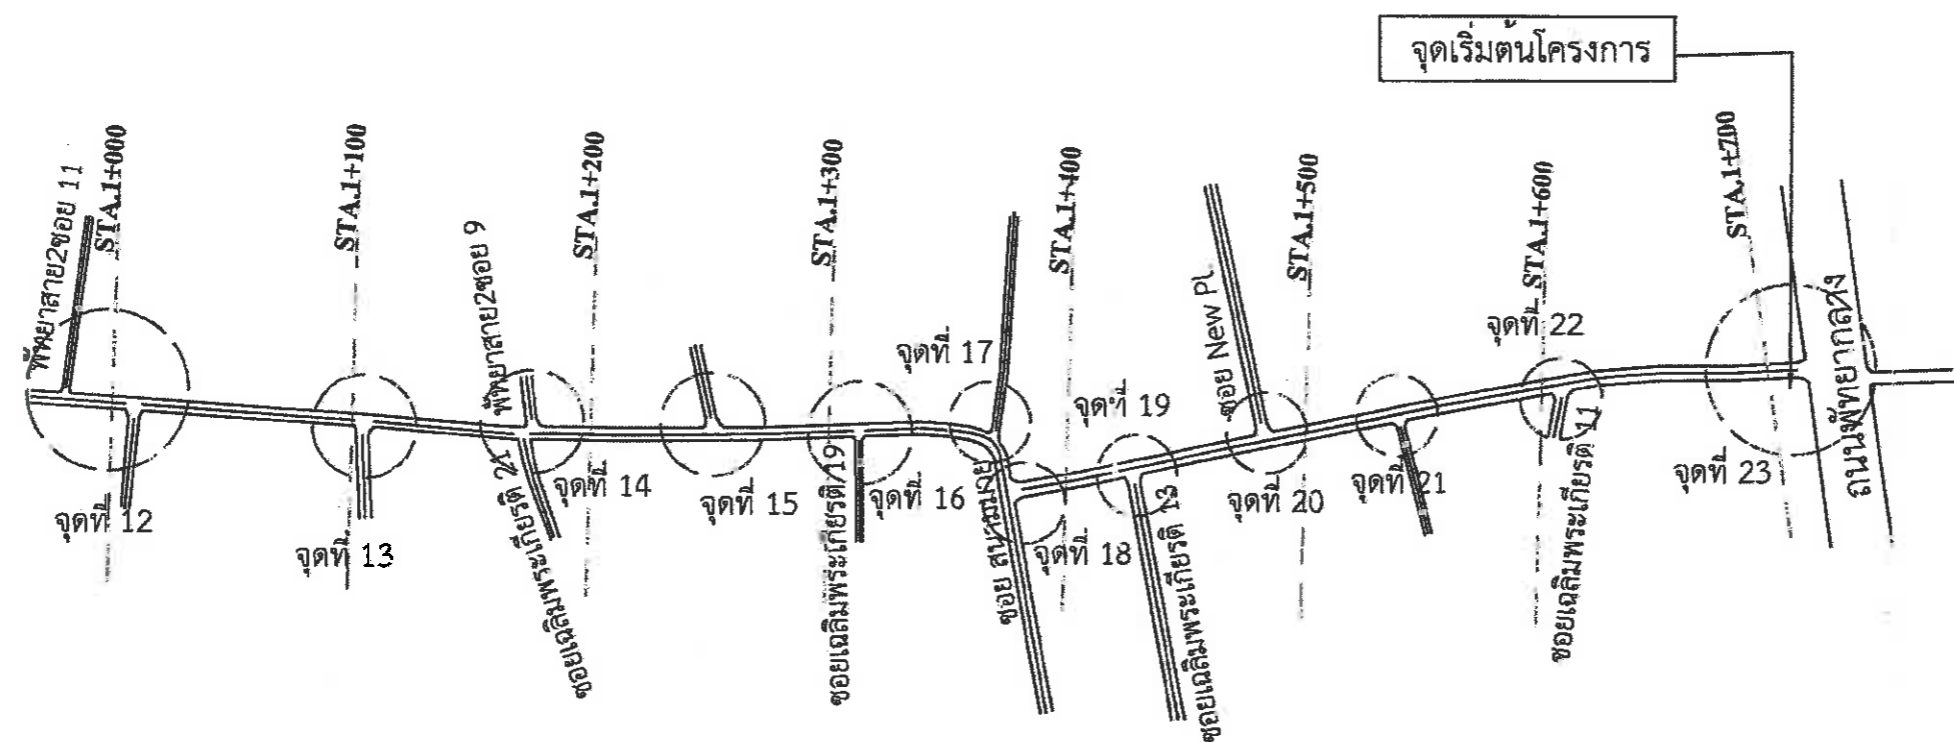 จุดเริ่มต้นโครงการ
พัทยาสาย2ซอย 11
STA.1+000
STA.1+100
พัทยาสาย2ซอย 9
STA.1+200
STA.1+300
STA.1+400
ซอย New Pl.
STA.1+500
STA.1+600
STA.1+700
ถนนพัทยากลาง
จุดที่ 12
จุดที่ 13
จุดที่ 14
จุดที่ 15
จุดที่ 16
จุดที่ 17
จุดที่ 18
จุดที่ 19
จุดที่ 20
จุดที่ 21
จุดที่ 22
จุดที่ 23
ซอยเฉลิมพระเกียรติ 21
ซอยเฉลิมพระเกียรติ 19
ซอย สนามมวย
ซอยเฉลิมพระเกียรติ 13
ซอยเฉลิมพระเกียรติ 11